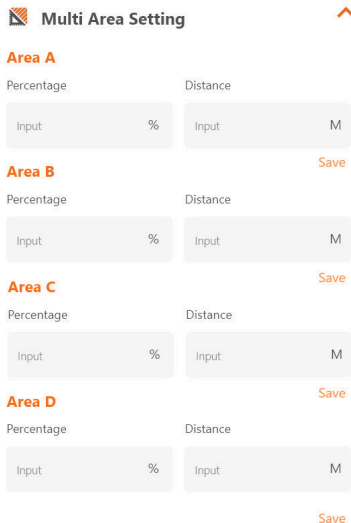 Multi Area Setting
Area A
Percentage Distance
Input % Input M
Save
Area B
Percentage Distance
Input % Input M
Save
Area C
Percentage Distance
Input % Input M
Save
Area D
Percentage Distance
Input % Input M
Save